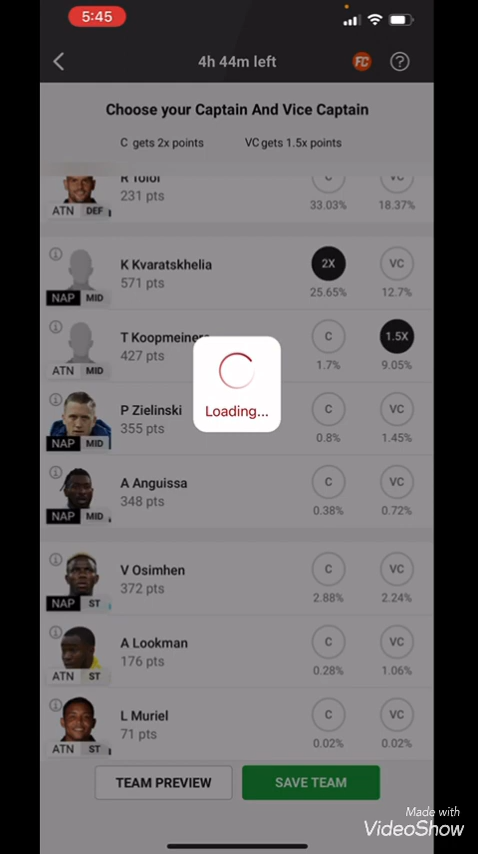 5:45
4h 44m left
FC
?
Choose your Captain And Vice Captain
C gets 2x points VC gets 1.5x points
R Toloi C VC
231 pts 33.03% 18.37%
ATN DEF
K Kvaratskhelia 2X VC
571 pts 25.65% 12.7%
NAP MID
T Koopmeiners C 1.5X
427 pts 1.7% 9.05%
ATN MID
P Zielinski C VC
355 pts 0.8% 1.45%
NAP MID
Loading...
A Anguissa C VC
348 pts 0.38% 0.72%
NAP MID
V Osimhen C VC
372 pts 2.88% 2.24%
NAP ST
A Lookman C VC
176 pts 0.28% 1.06%
ATN ST
L Muriel C VC
71 pts 0.02% 0.02%
ATN ST
TEAM PREVIEW SAVE TEAM
Made with
VideoShow